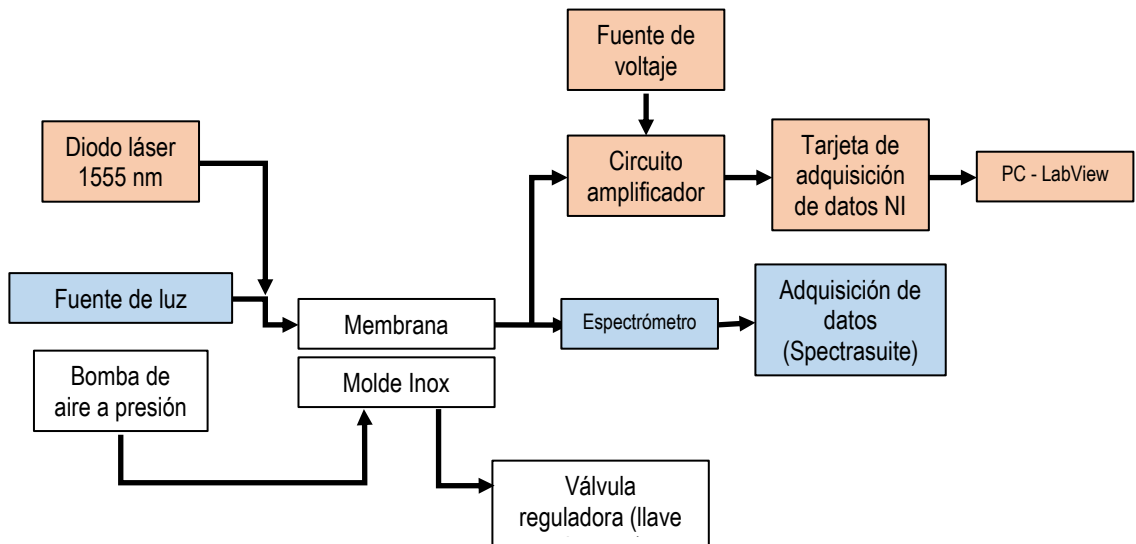 Fuente de
voltaje
Diodo láser
1555 nm
Circuito
amplificador
Tarjeta de
adquisición
de datos NI
PC - LabView
Fuente de luz
Membrana
Espectrómetro
Adquisición de
datos
(Spectrasuite)
Bomba de
aire a presión
Molde Inox
Válvula
reguladora (llave